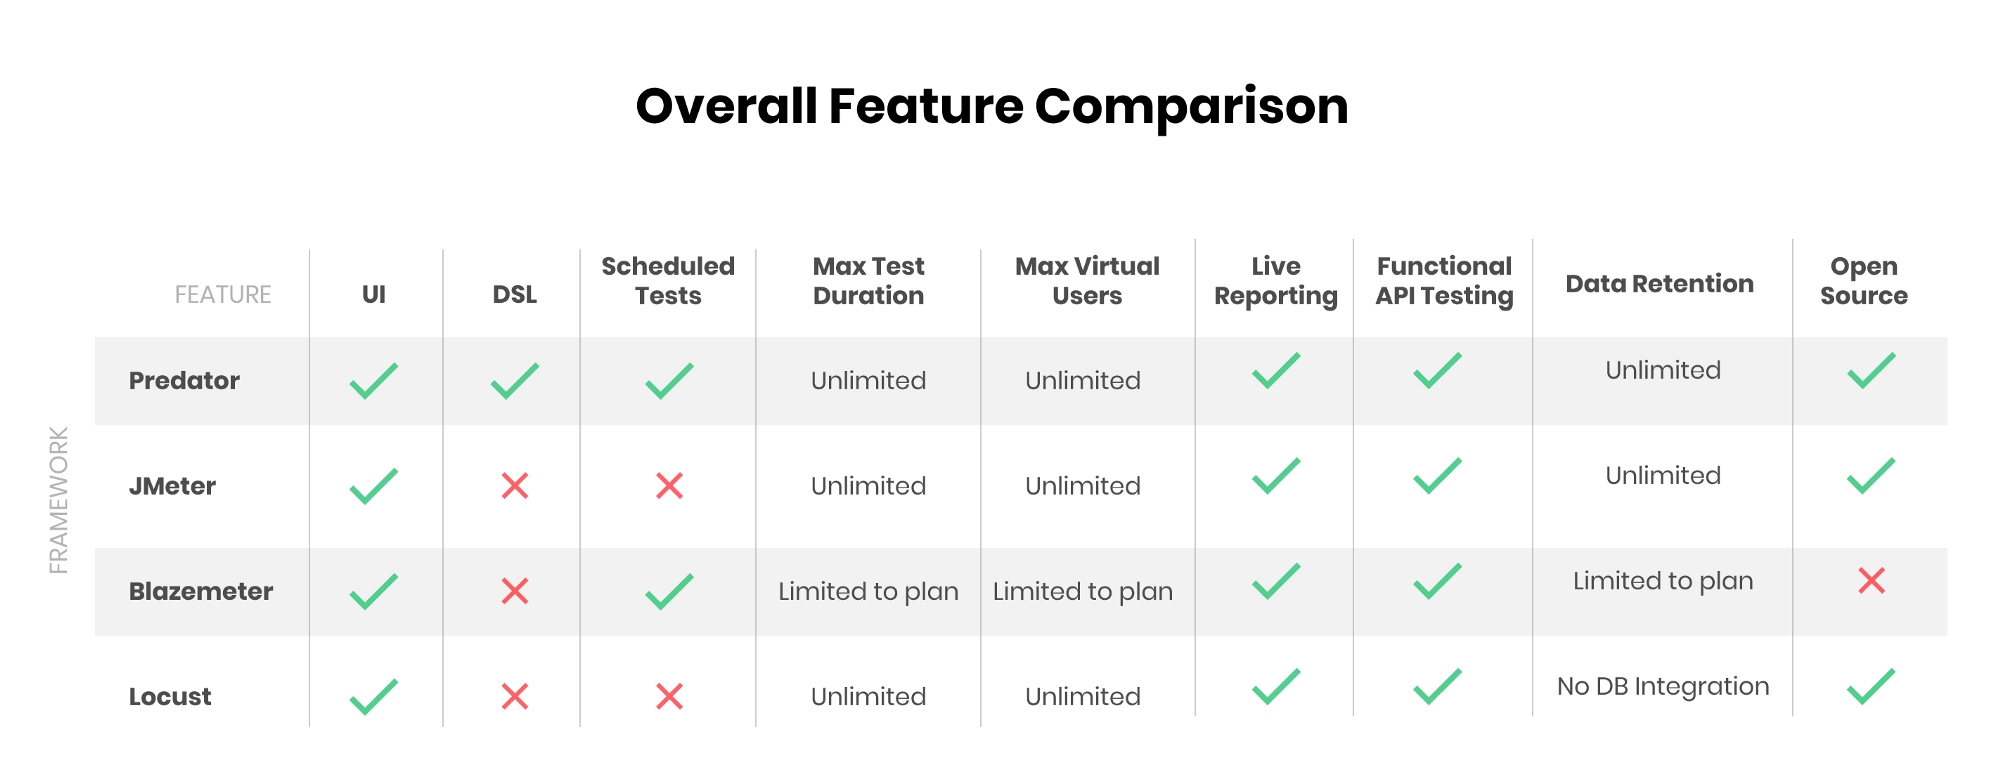 Overall Feature Comparison
FEATURE
UI
DSL
Scheduled
Tests
Max Test
Duration
Max Virtual
Users
Live
Reporting
Functional
API Testing
Data Retention
Open
Source
FRAMEWORK
Predator
Unlimited
Unlimited
Unlimited
JMeter
Unlimited
Unlimited
Unlimited
Blazemeter
Limited to plan
Limited to plan
Limited to plan
Locust
Unlimited
Unlimited
No DB Integration